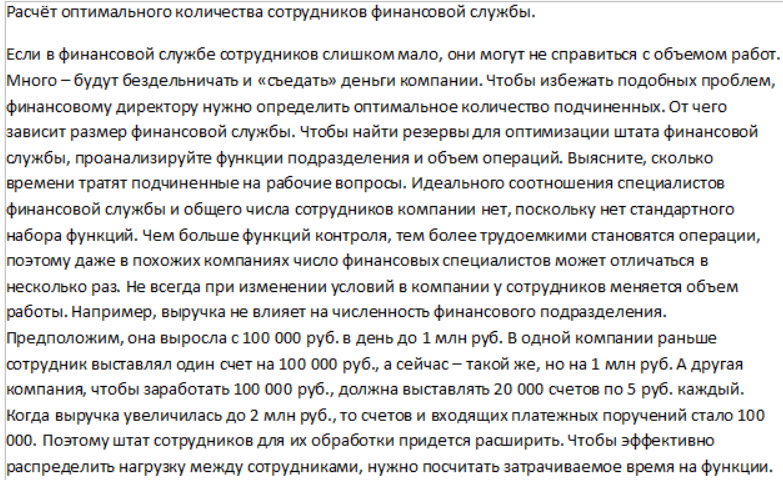 Расчёт оптимального количества сотрудников финансовой службы.
Если в финансовой службе сотрудников слишком мало, они могут не справиться с объемом работ.
Много – будут бездельничать и «съедать» деньги компании. Чтобы избежать подобных проблем,
финансовому директору нужно определить оптимальное количество подчиненных. От чего
зависит размер финансовой службы. Чтобы найти резервы для оптимизации штата финансовой
службы, проанализируйте функции подразделения и объем операций. Выясните, сколько
времени тратят подчиненные на рабочие вопросы. Идеального соотношения специалистов
финансовой службы и общего числа сотрудников компании нет, поскольку нет стандартного
набора функций. Чем больше функций контроля, тем более трудоемкими становятся операции,
поэтому даже в похожих компаниях число финансовых специалистов может отличаться в
несколько раз. Не всегда при изменении условий в компании у сотрудников меняется объем
работы. Например, выручка не влияет на численность финансового подразделения.
Предположим, она выросла с 100 000 руб. в день до 1 млн руб. В одной компании раньше
сотрудник выставлял один счет на 100 000 руб., а сейчас – такой же, но на 1 млн руб. А другая
компания, чтобы заработать 100 000 руб., должна выставлять 20 000 счетов по 5 руб. каждый.
Когда выручка увеличилась до 2 млн руб., то счетов и входящих платежных поручений стало 100
000. Поэтому штат сотрудников для их обработки придется расширить. Чтобы эффективно
распределить нагрузку между сотрудниками, нужно посчитать затрачиваемое время на функции.